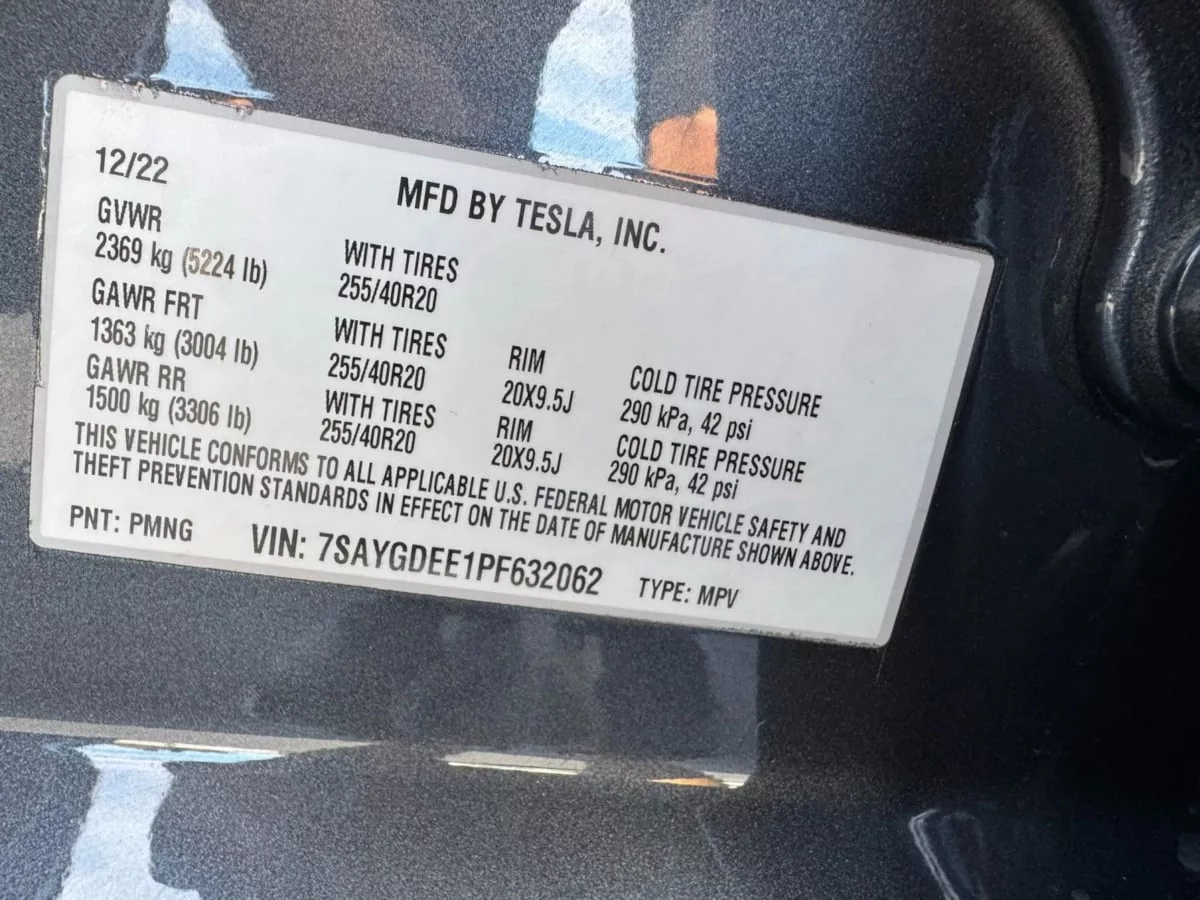 12/22
MFD BY TESLA, INC.
GVWR
2369 kg (5224 lb)
WITH TIRES
255/40R20
GAWR FRT
1363 kg (3004 lb)
WITH TIRES
255/40R20
RIM
20X9.5J
COLD TIRE PRESSURE
290 kPa, 42 psi
GAWR RR
1500 kg (3306 lb)
WITH TIRES
255/40R20
RIM
20X9.5J
COLD TIRE PRESSURE
290 kPa, 42 psi
THIS VEHICLE CONFORMS TO ALL APPLICABLE U.S. FEDERAL MOTOR VEHICLE SAFETY AND
THEFT PREVENTION STANDARDS IN EFFECT ON THE DATE OF MANUFACTURE SHOWN ABOVE.
PNT: PMNG VIN: 7SAYGDEE1PF632062 TYPE: MPV